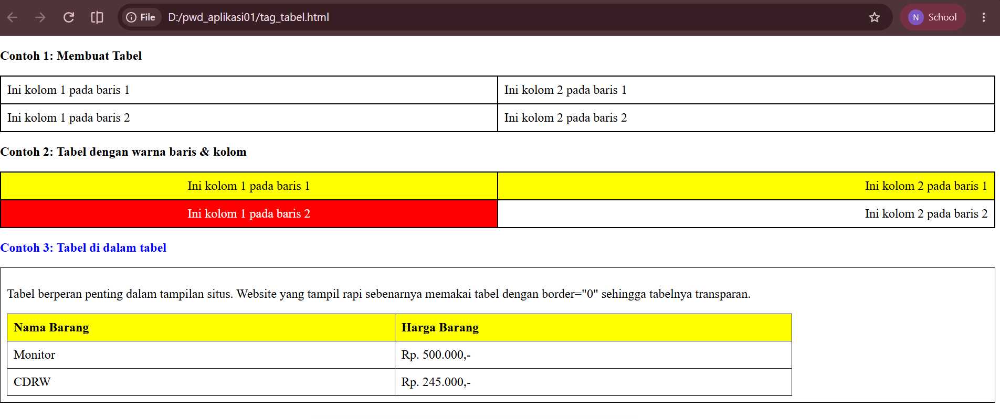 File D:/pwd_aplikasi01/tag_tabel.html N School
Contoh 1: Membuat Tabel
Ini kolom 1 pada baris 1 Ini kolom 2 pada baris 1
Ini kolom 1 pada baris 2 Ini kolom 2 pada baris 2
Contoh 2: Tabel dengan warna baris & kolom
Ini kolom 1 pada baris 1 Ini kolom 2 pada baris 1
Ini kolom 1 pada baris 2 Ini kolom 2 pada baris 2
Contoh 3: Tabel di dalam tabel
Tabel berperan penting dalam tampilan situs. Website yang tampil rapi sebenarnya memakai tabel dengan border="0" sehingga tabelnya transparan.
Nama Barang Harga Barang
Monitor Rp. 500.000,-
CDRW Rp. 245.000,-